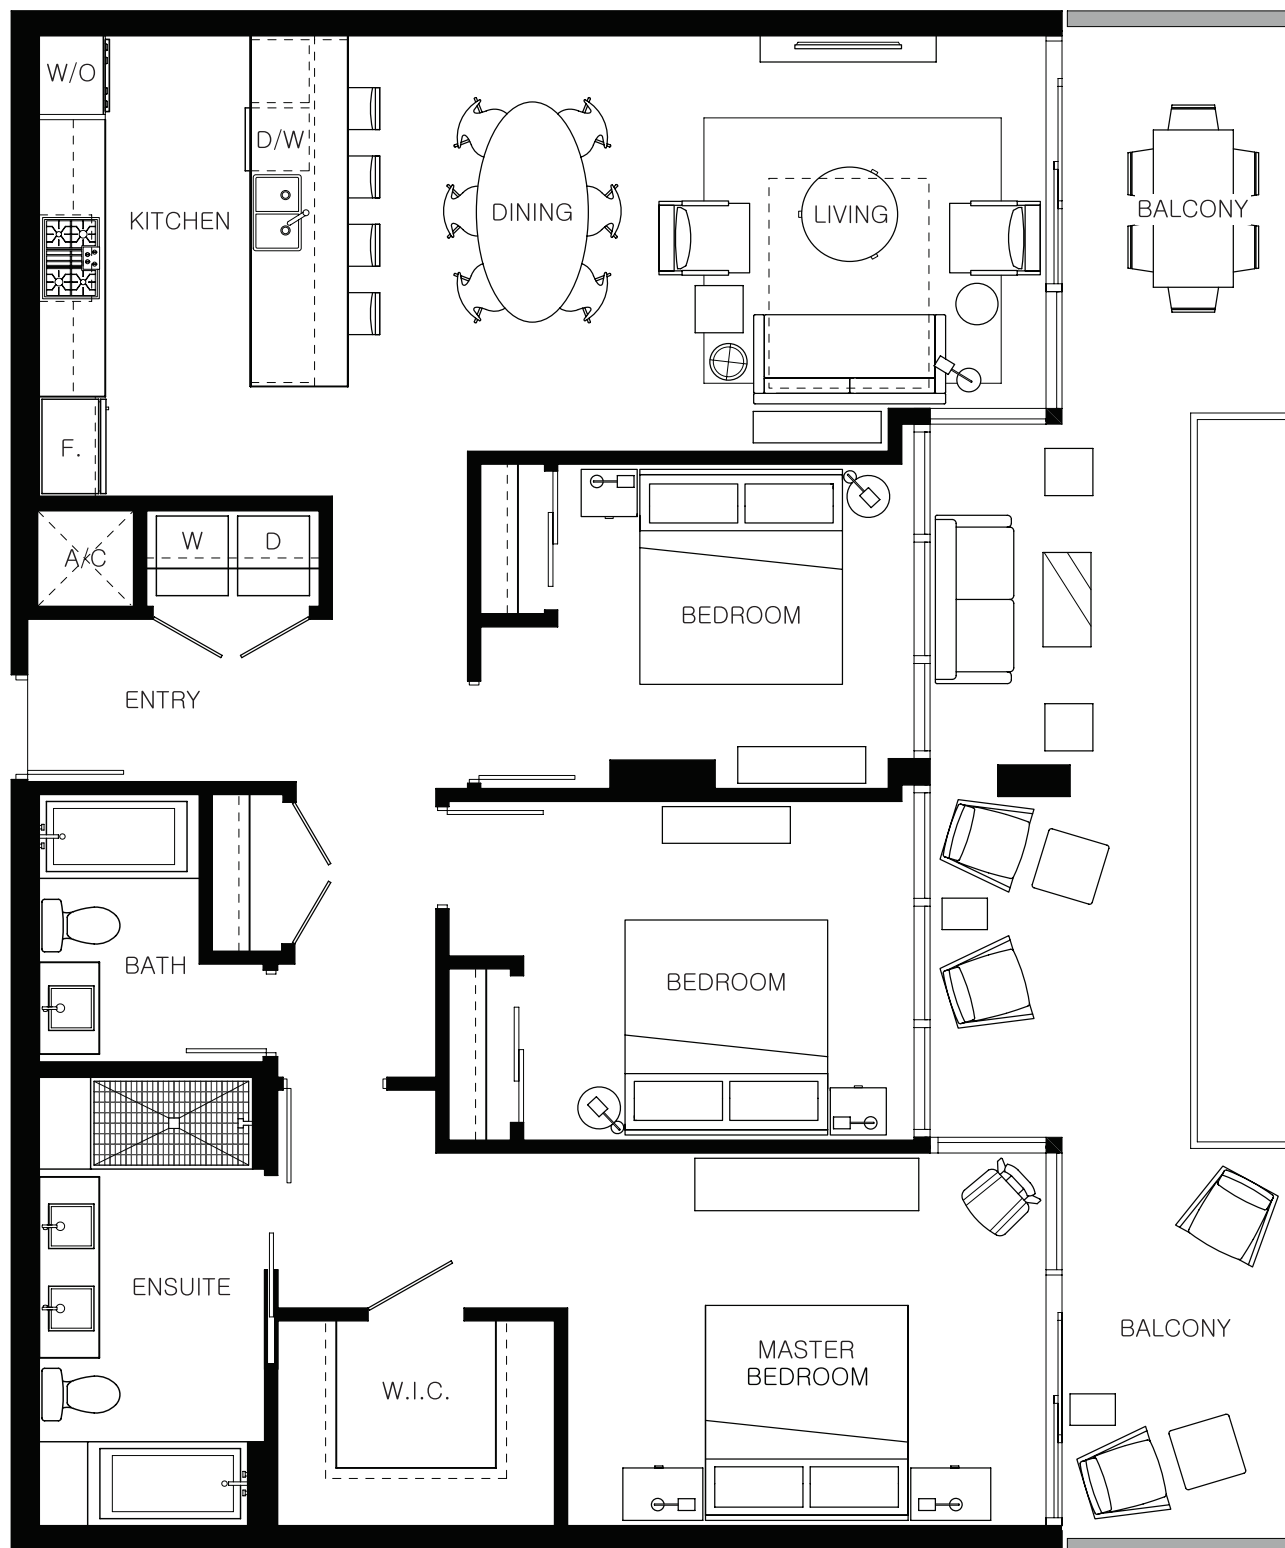 W/O
D/W
KITCHEN
DINING
LIVING
BALCONY
F.
A/C
W
D
BEDROOM
ENTRY
BATH
BEDROOM
ENSUITE
BALCONY
MASTER
BEDROOM
W.I.C.